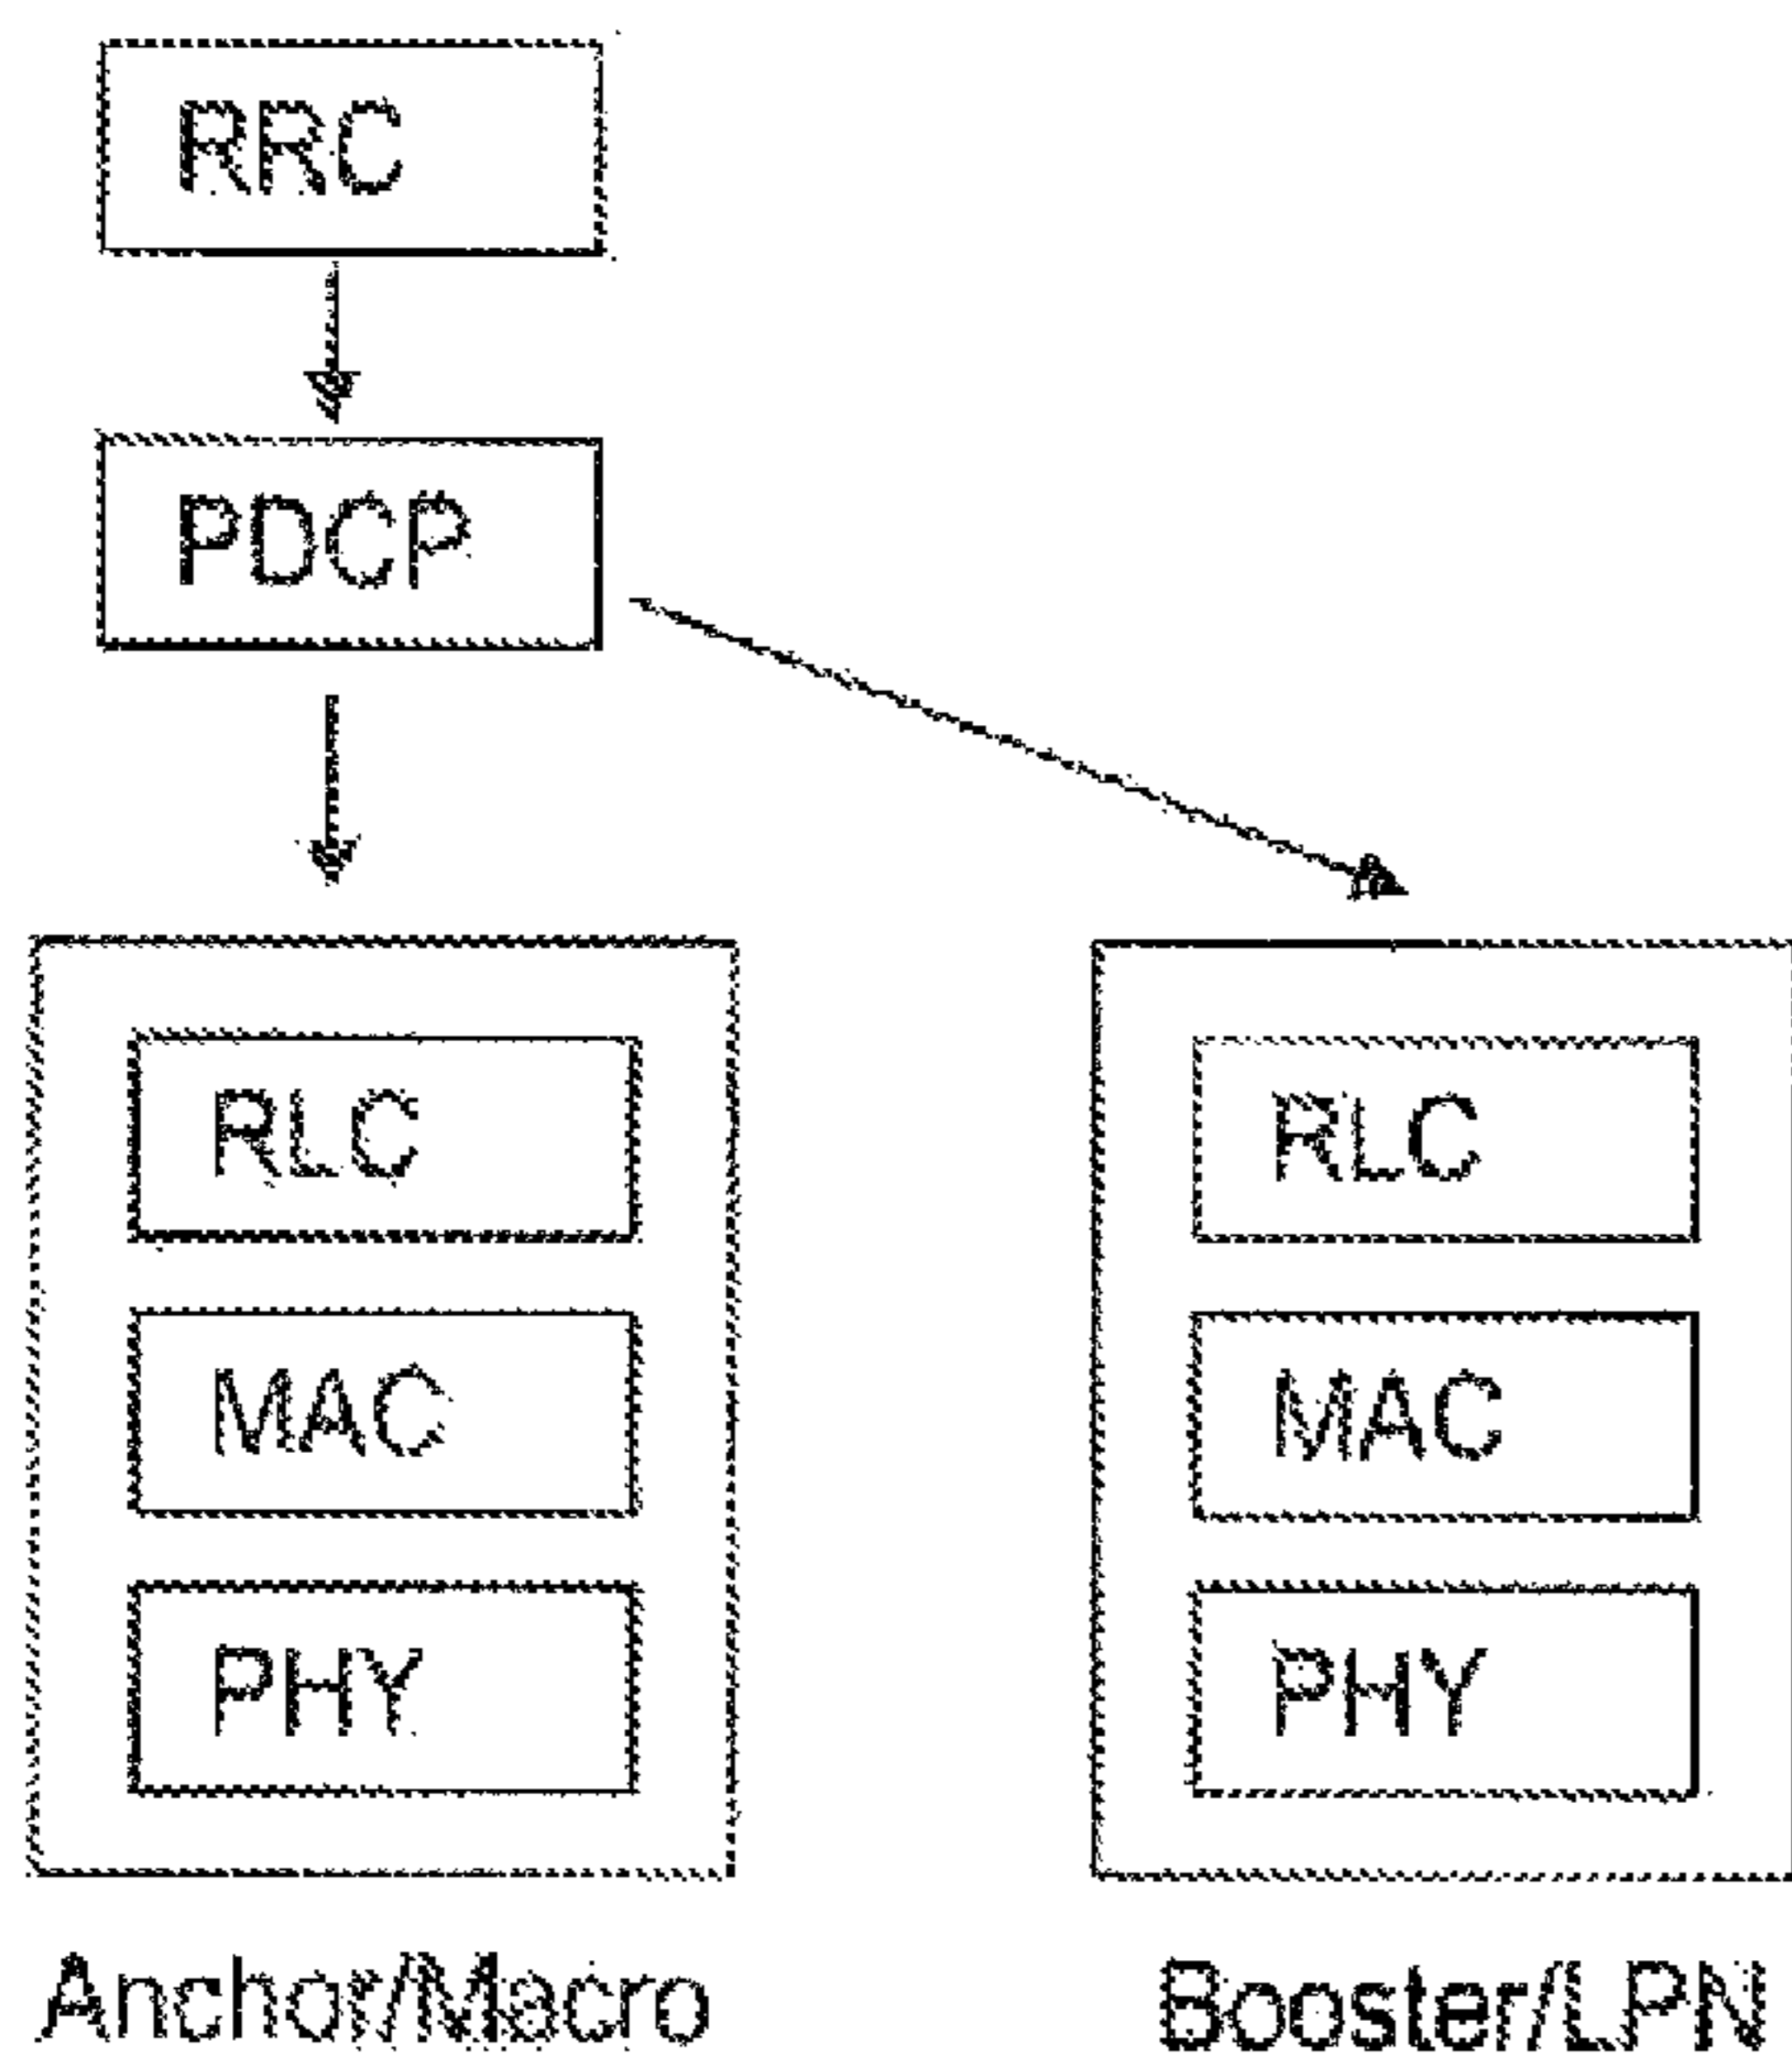 RRC
PDCP
RLC
MAC
PHY
Anchor/Macro
RLC
MAC
PHY
Booster/LPN